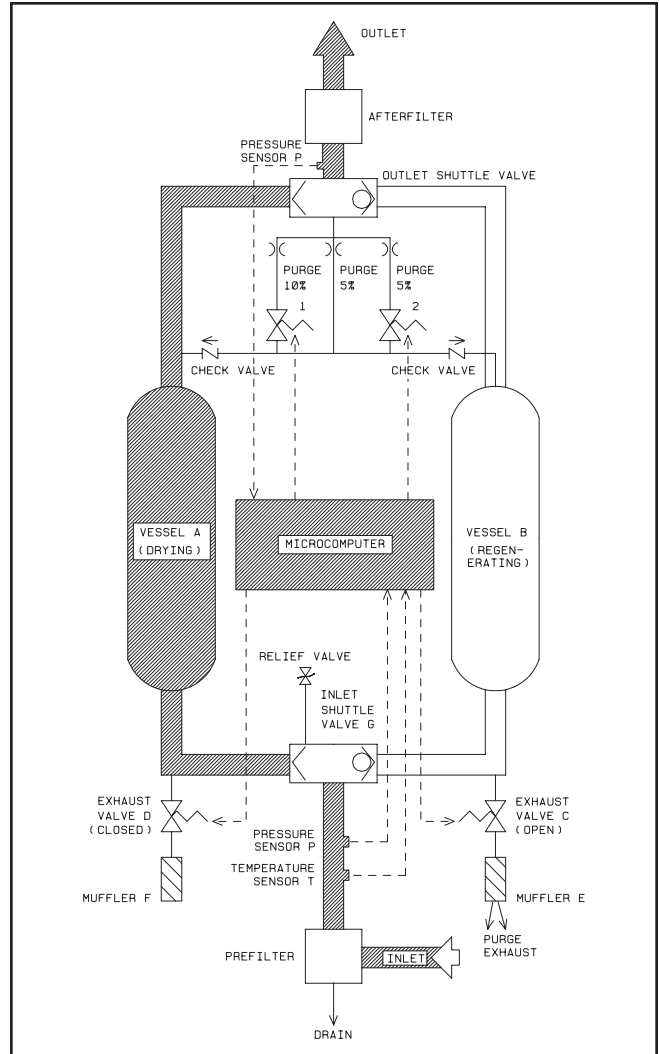 OUTLET
AFTERFILTER
PRESSURE
SENSOR P
OUTLET SHUTTLE VALVE
PURGE
10%
PURGE
5%
PURGE
5%
1
2
CHECK VALVE
CHECK VALVE
VESSEL A
(DRYING)
MICROCOMPUTER
VESSEL B
(REGEN-
ERATING)
RELIEF VALVE
INLET
SHUTTLE
VALVE G
EXHAUST
VALVE D
(CLOSED)
EXHAUST
VALVE C
(OPEN)
PRESSURE
SENSOR P
TEMPERATURE
SENSOR T
MUFFLER F
MUFFLER E
PURGE
EXHAUST
PREFILTER
INLET
DRAIN